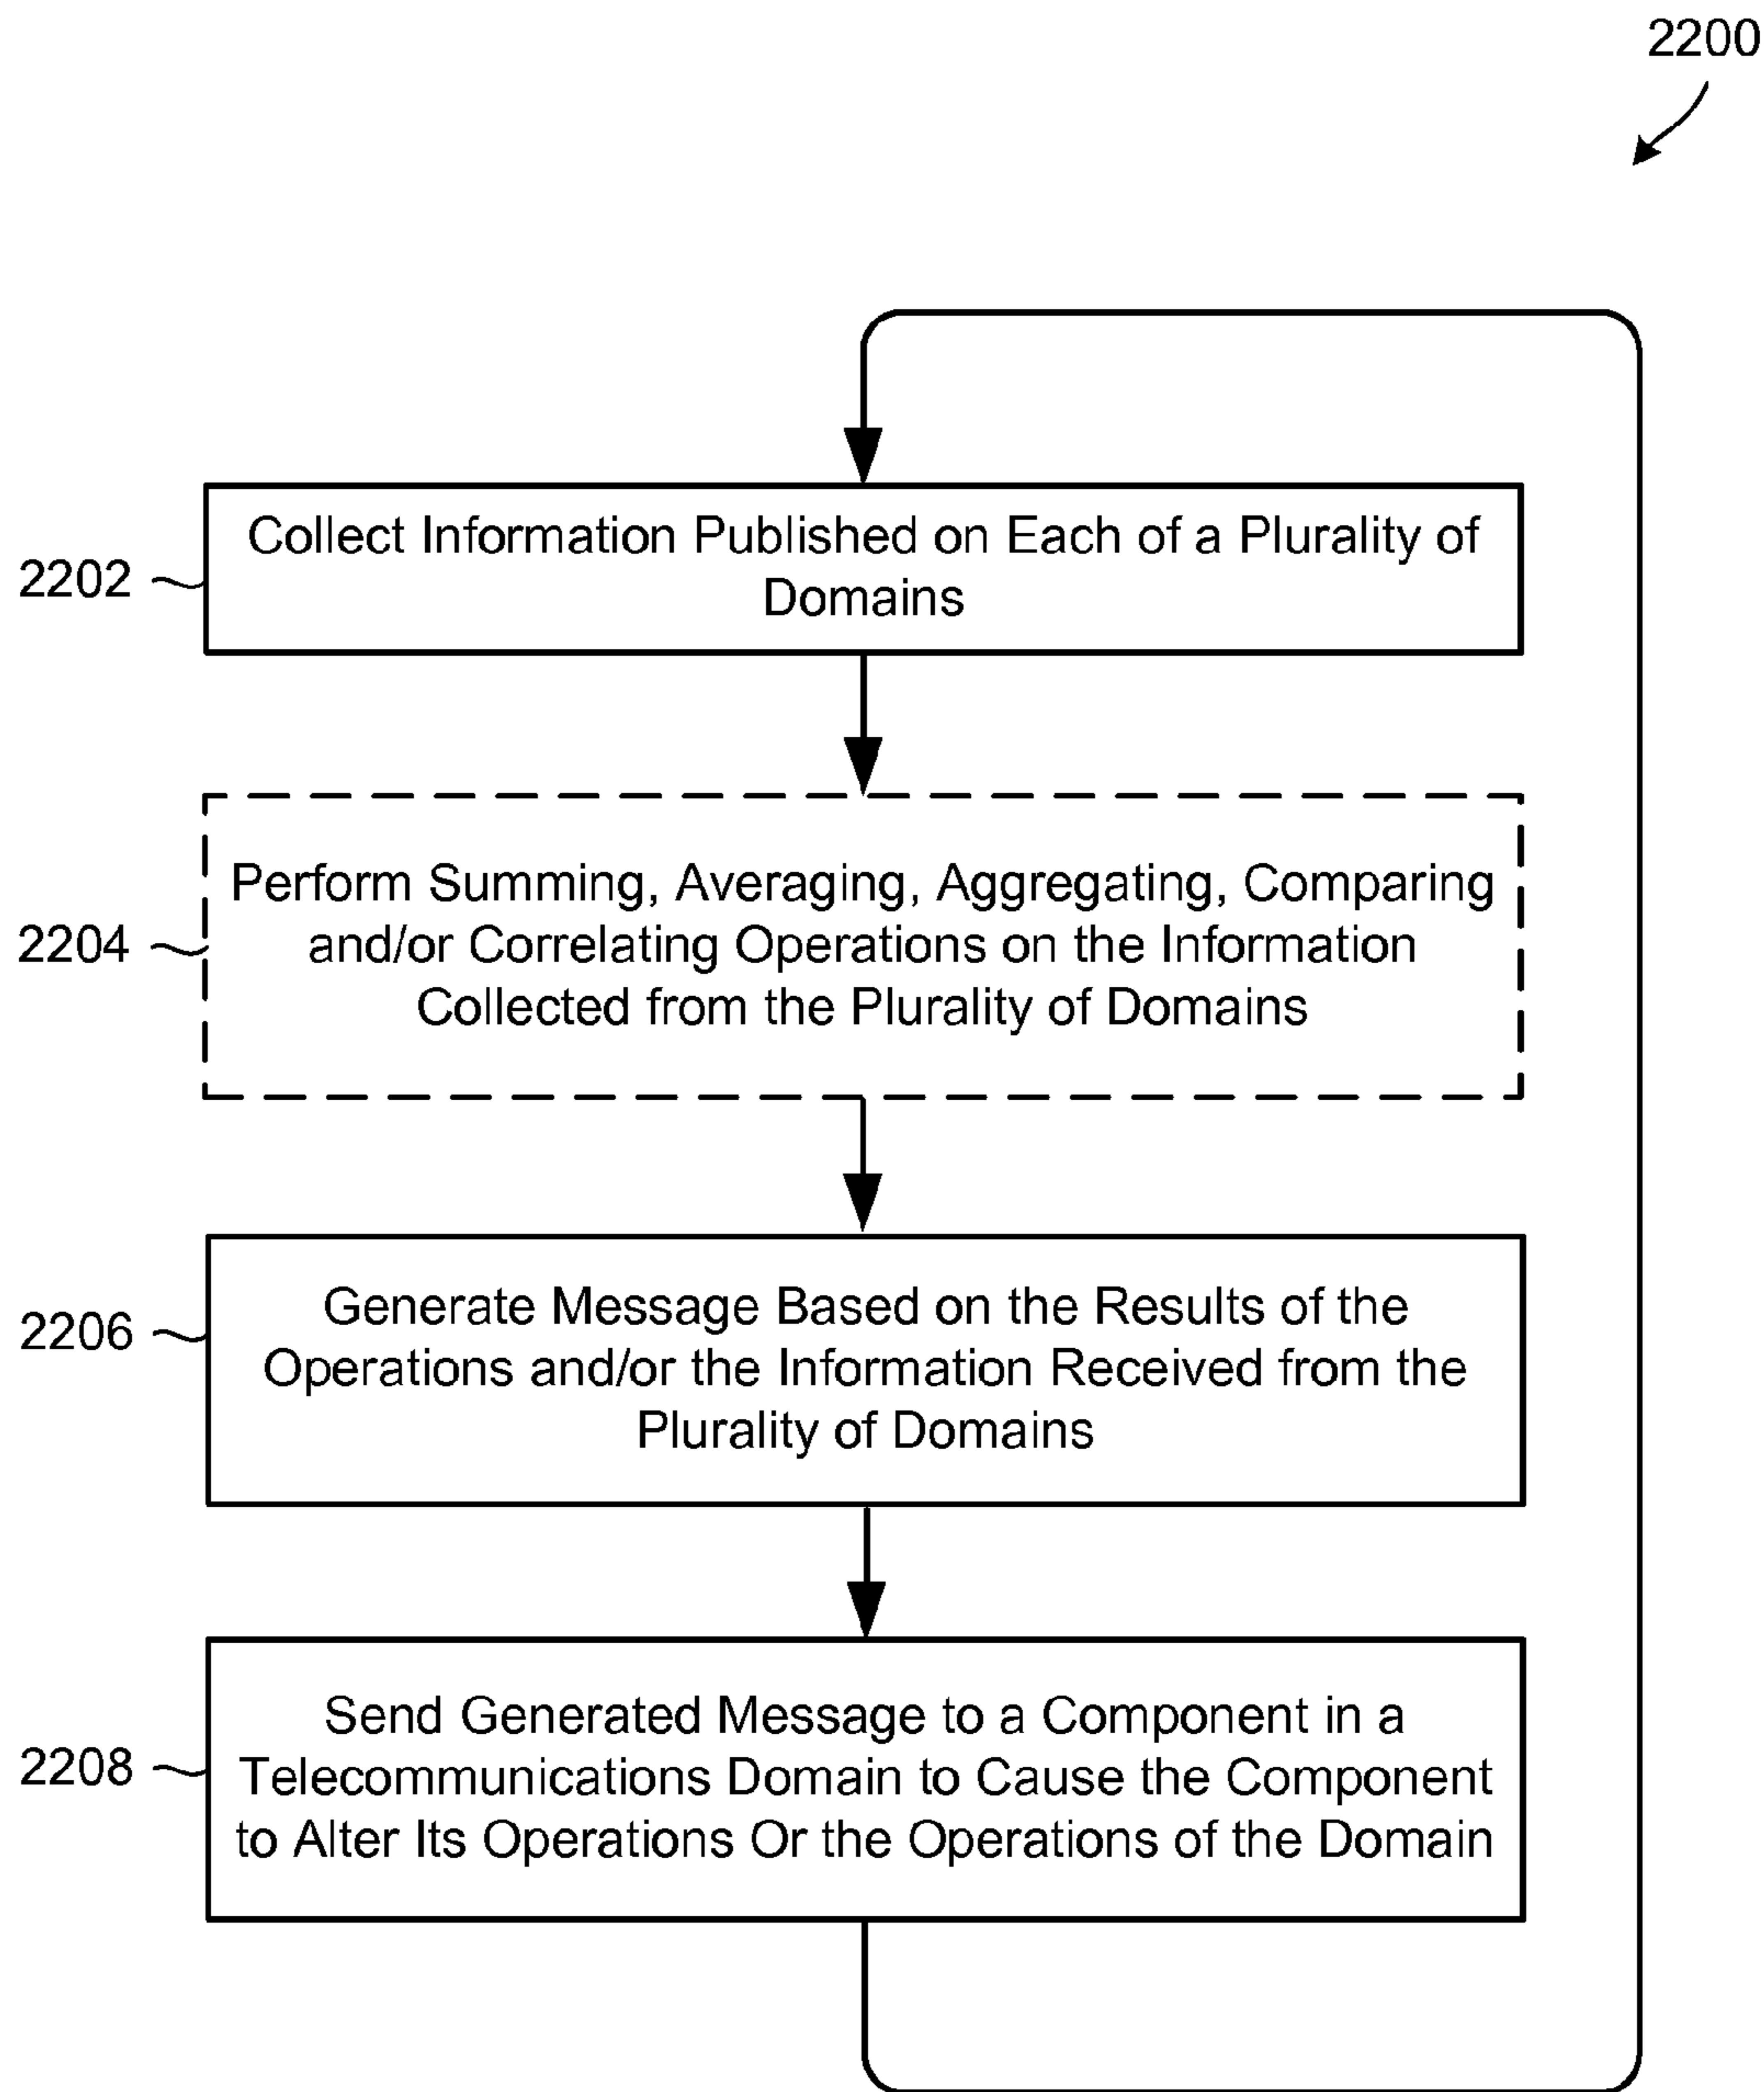 2200
2202
Collect Information Published on Each of a Plurality of
Domains
2204
Perform Summing, Averaging, Aggregating, Comparing
and/or Correlating Operations on the Information
Collected from the Plurality of Domains
2206
Generate Message Based on the Results of the
Operations and/or the Information Received from the
Plurality of Domains
2208
Send Generated Message to a Component in a
Telecommunications Domain to Cause the Component
to Alter Its Operations Or the Operations of the Domain